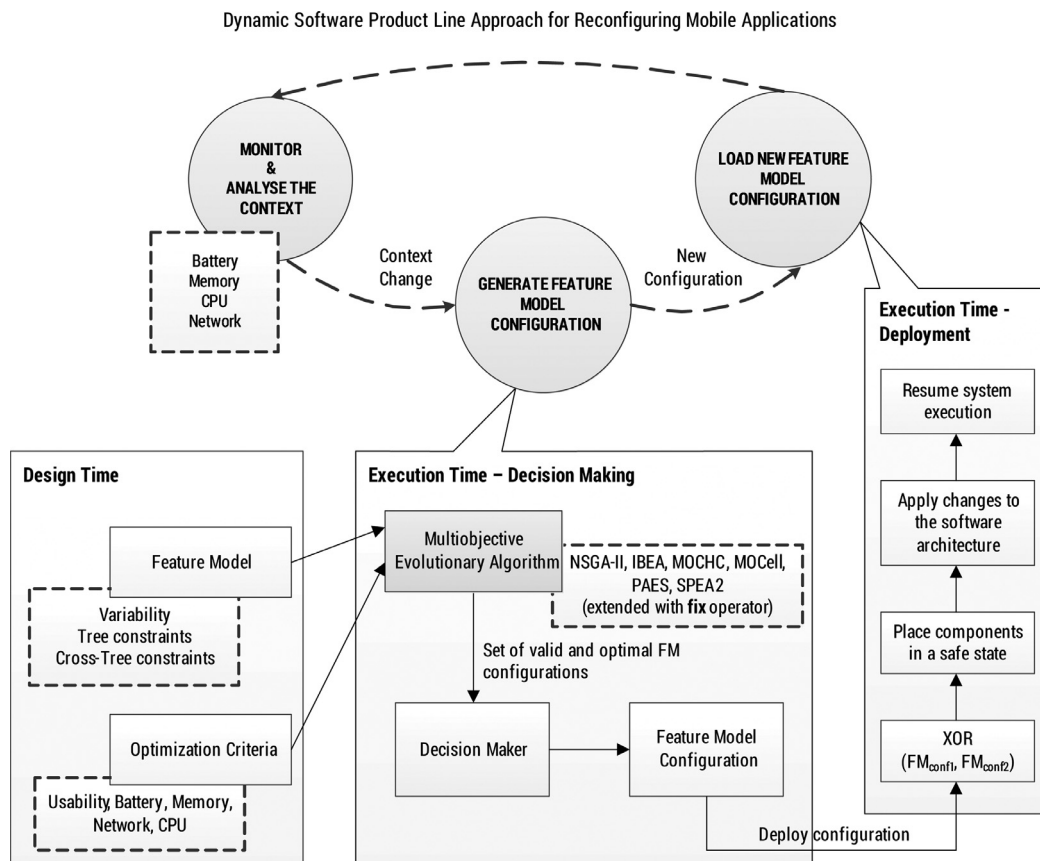 Dynamic Software Product Line Approach for Reconfiguring Mobile Applications
MONITOR
&
ANALYSE THE
CONTEXT
Battery
Memory
CPU
Network
Context
Change
GENERATE FEATURE
MODEL
CONFIGURATION
New
Configuration
LOAD NEW FEATURE
MODEL
CONFIGURATION
Design Time
Feature Model
Variability
Tree constraints
Cross-Tree constraints
Optimization Criteria
Usability, Battery, Memory,
Network, CPU
Execution Time – Decision Making
Multiobjective
Evolutionary Algorithm
NSGA-II, IBEA, MOCHC, MOCell,
PAES, SPEA2
(extended with fix operator)
Set of valid and optimal FM
configurations
Decision Maker
Feature Model
Configuration
Deploy configuration
Execution Time -
Deployment
Resume system
execution
Apply changes to
the software
architecture
Place components
in a safe state
XOR
(FMconf1, FMconf2)